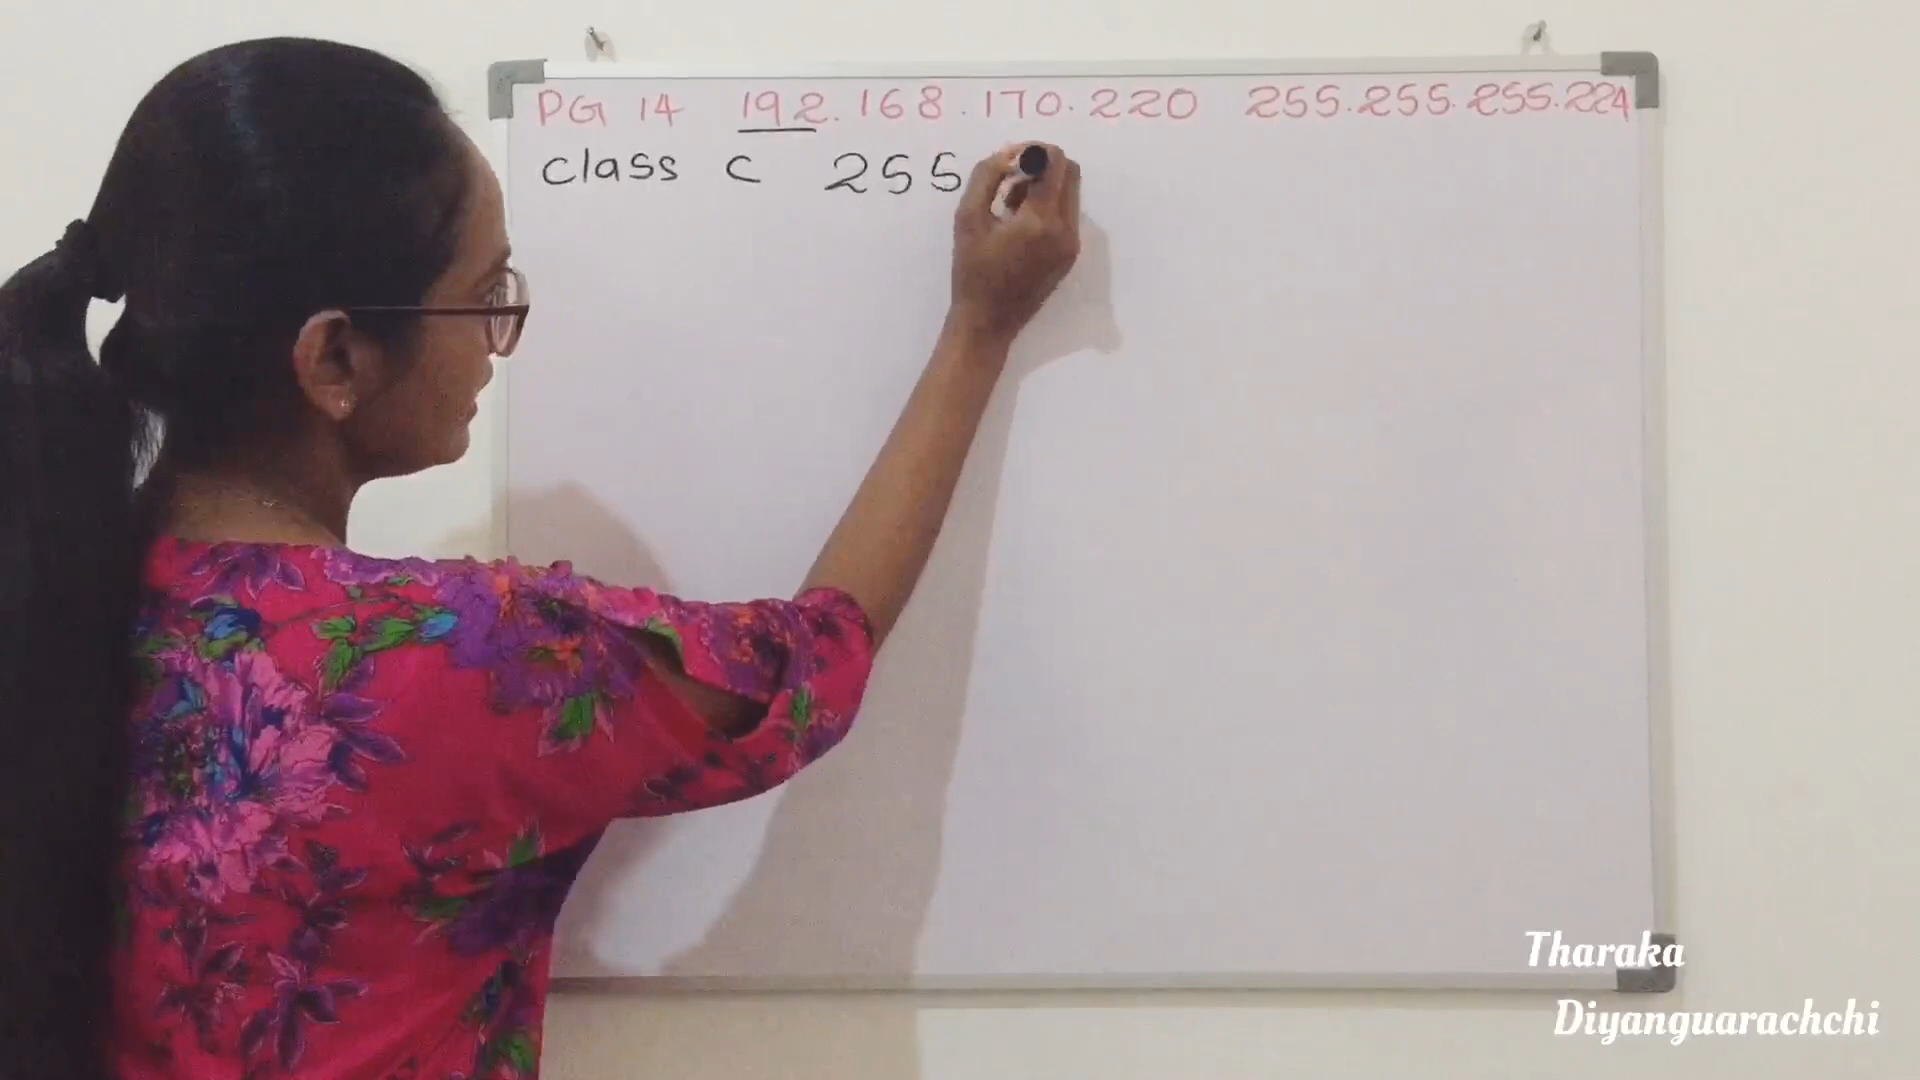 PG 14 192.168.170.220 255.255.255.224
class C 255
Tharaka
Diyanguarachchi